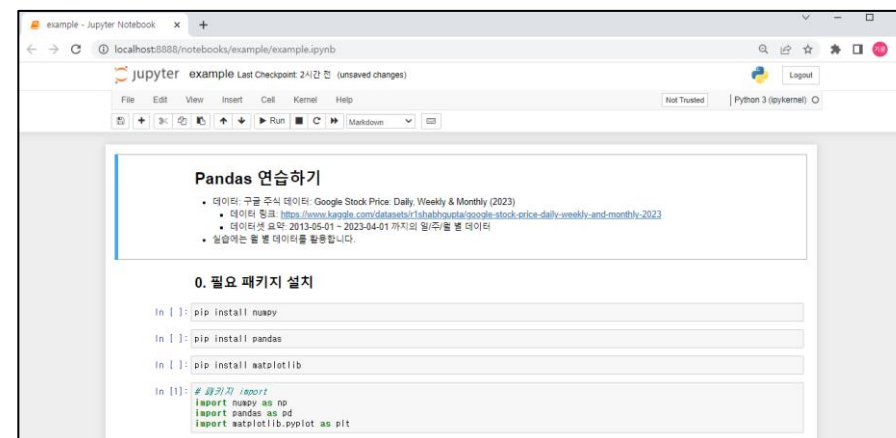 example - Jupyter Notebook
localhost:8888/notebooks/example/example.ipynb
기정
jupyter example Last Checkpoint: 2시간 전 (unsaved changes)
Logout
File Edit View Insert Cell Kernel Help
Not Trusted
Python 3 (ipykernel)
Run
Markdown
Pandas 연습하기
데이터: 구글 주식 데이터: Google Stock Price: Daily, Weekly & Monthly (2023)
데이터 링크: https://www.kaggle.com/datasets/r1shabhgupta/google-stock-price-daily-weekly-and-monthly-2023
데이터셋 요약: 2013-05-01 ~ 2023-04-01 까지의 일/주/월 별 데이터
실습에는 월 별 데이터를 활용합니다.
0. 필요 패키지 설치
In [ ]: pip install numpy
In [ ]: pip install pandas
In [ ]: pip install matplotlib
In [1]: # 패키지 import
import numpy as np
import pandas as pd
import matplotlib.pyplot as plt